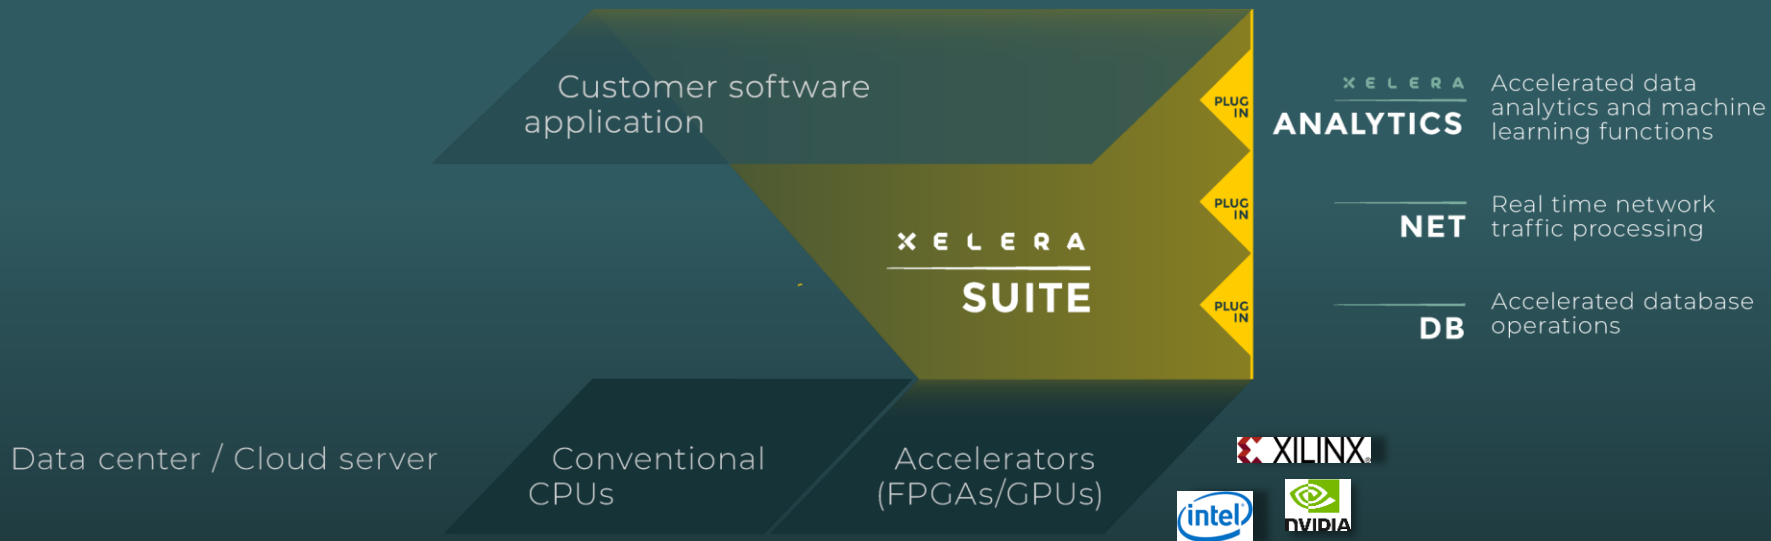 Customer software
application
XELERA
SUITE
PLUG
IN
PLUG
IN
PLUG
IN
XELERA
ANALYTICS
Accelerated data
analytics and machine
learning functions
NET
Real time network
traffic processing
DB
Accelerated database
operations
Data center / Cloud server
Conventional
CPUs
Accelerators
(FPGAs/GPUs)
XILINX®
intel
NVIDIA